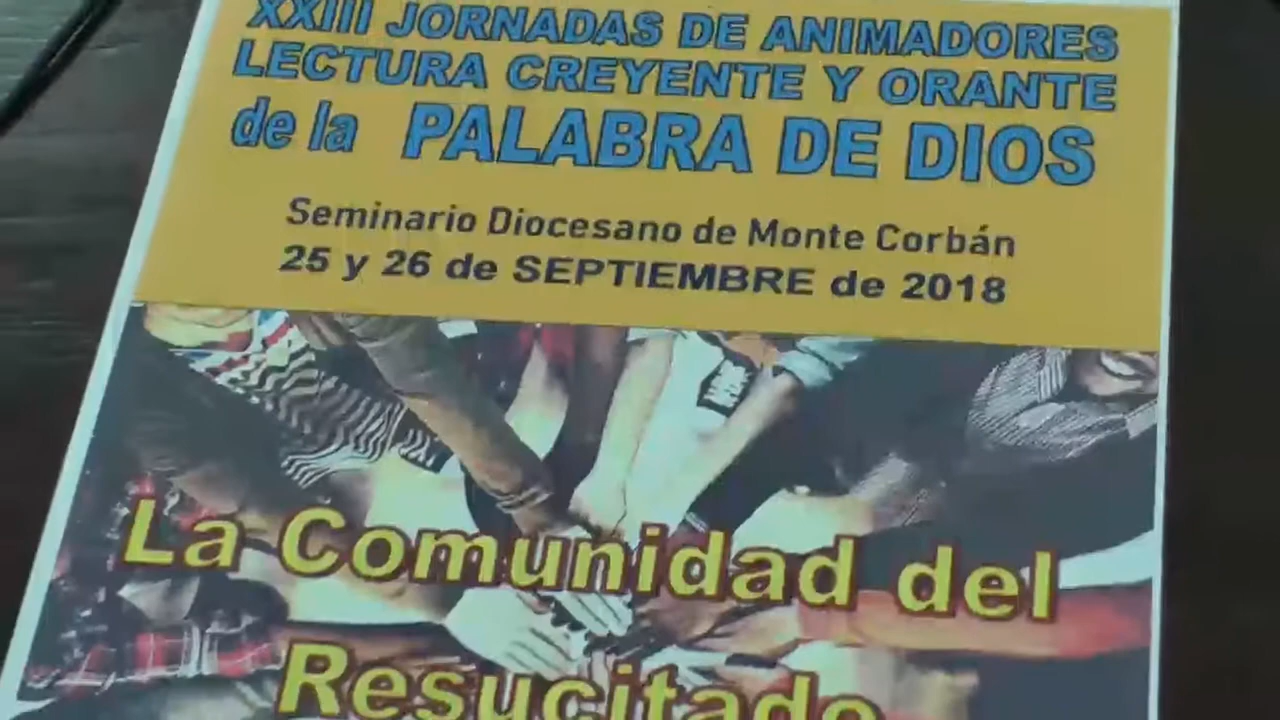 XXIII JORNADAS DE ANIMADORES
LECTURA CREYENTE Y ORANTE
de la PALABRA DE DIOS
Seminario Diocesano de Monte Corbán
25 y 26 de SEPTIEMBRE de 2018
La Comunidad del
Resucitado